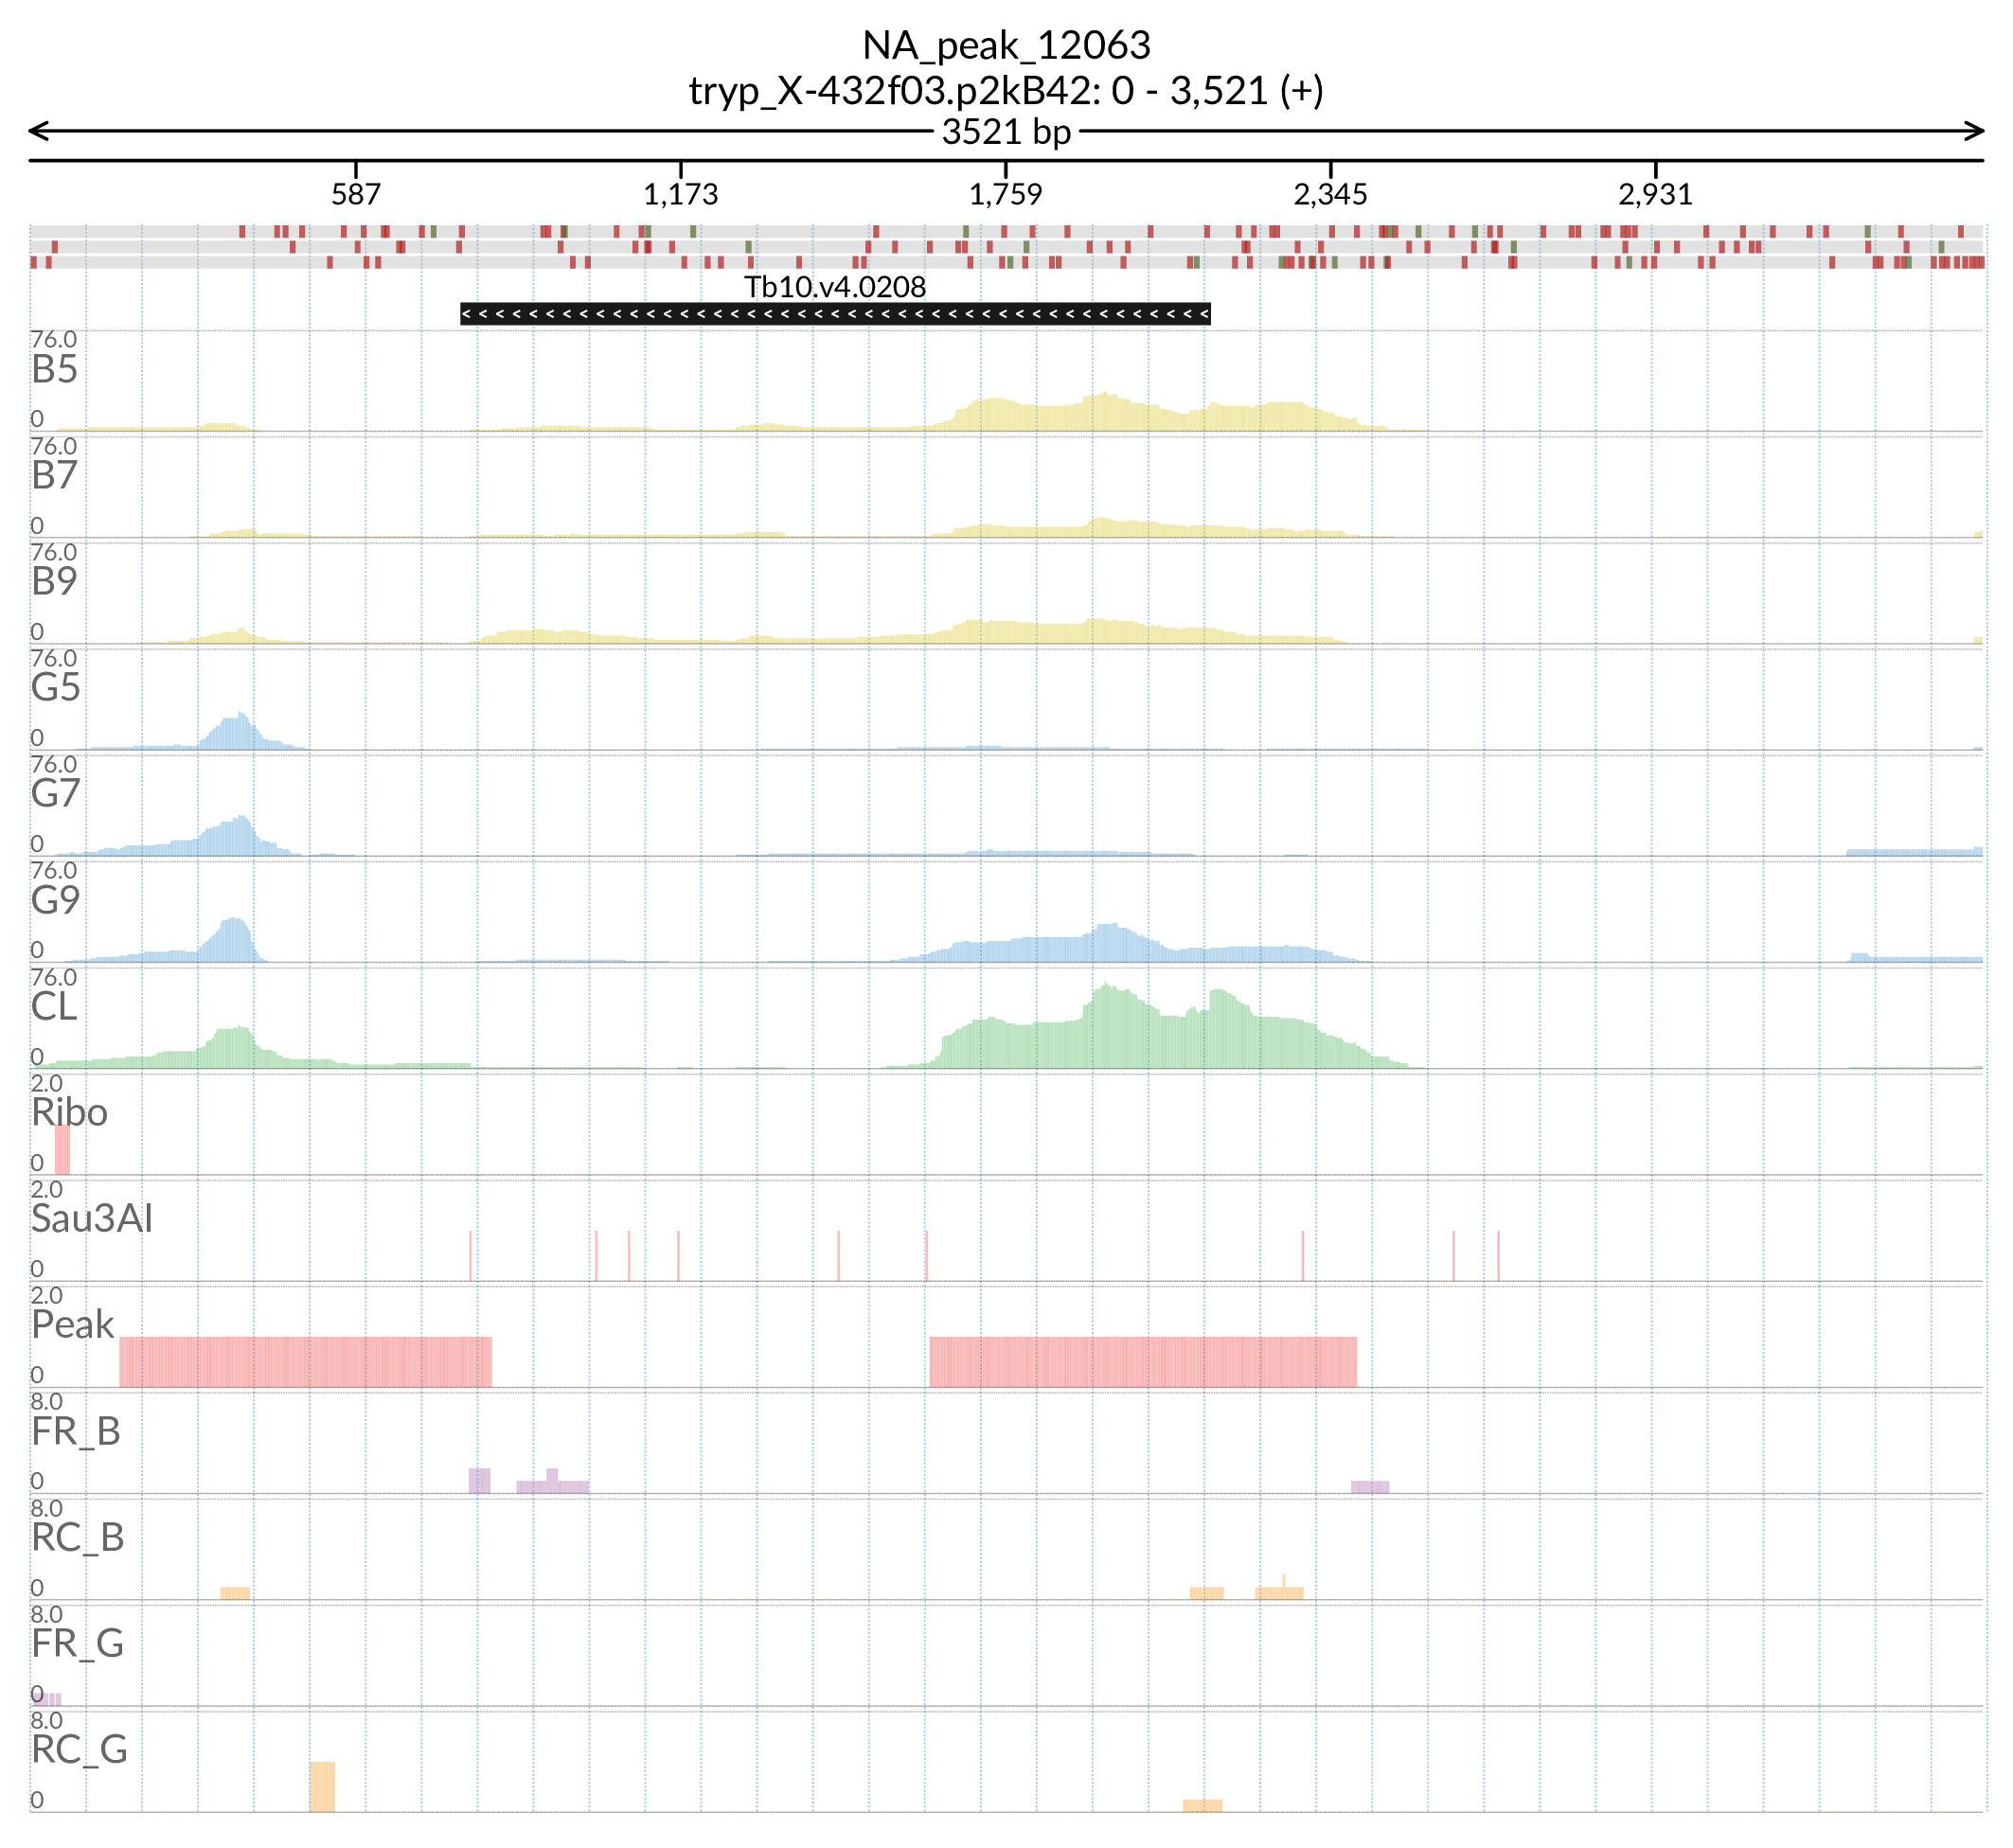 NA_peak_12063
tryp_X-432f03.p2kB42: 0 - 3,521 (+)
3521 bp
587 1,173 1,759 2,345 2,931
Tb10.v4.0208
< < < < < < < < < < < < < < < < < < < < < < < < < < < < < < < < < < < < < < < < < < < < <
76.0
B5
0
76.0
B7
0
76.0
B9
0
76.0
G5
0
76.0
G7
0
76.0
G9
0
76.0
CL
0
2.0
Ribo
0
2.0
Sau3AI
0
2.0
Peak
0
8.0
FR_B
0
8.0
RC_B
0
8.0
FR_G
0
8.0
RC_G
0